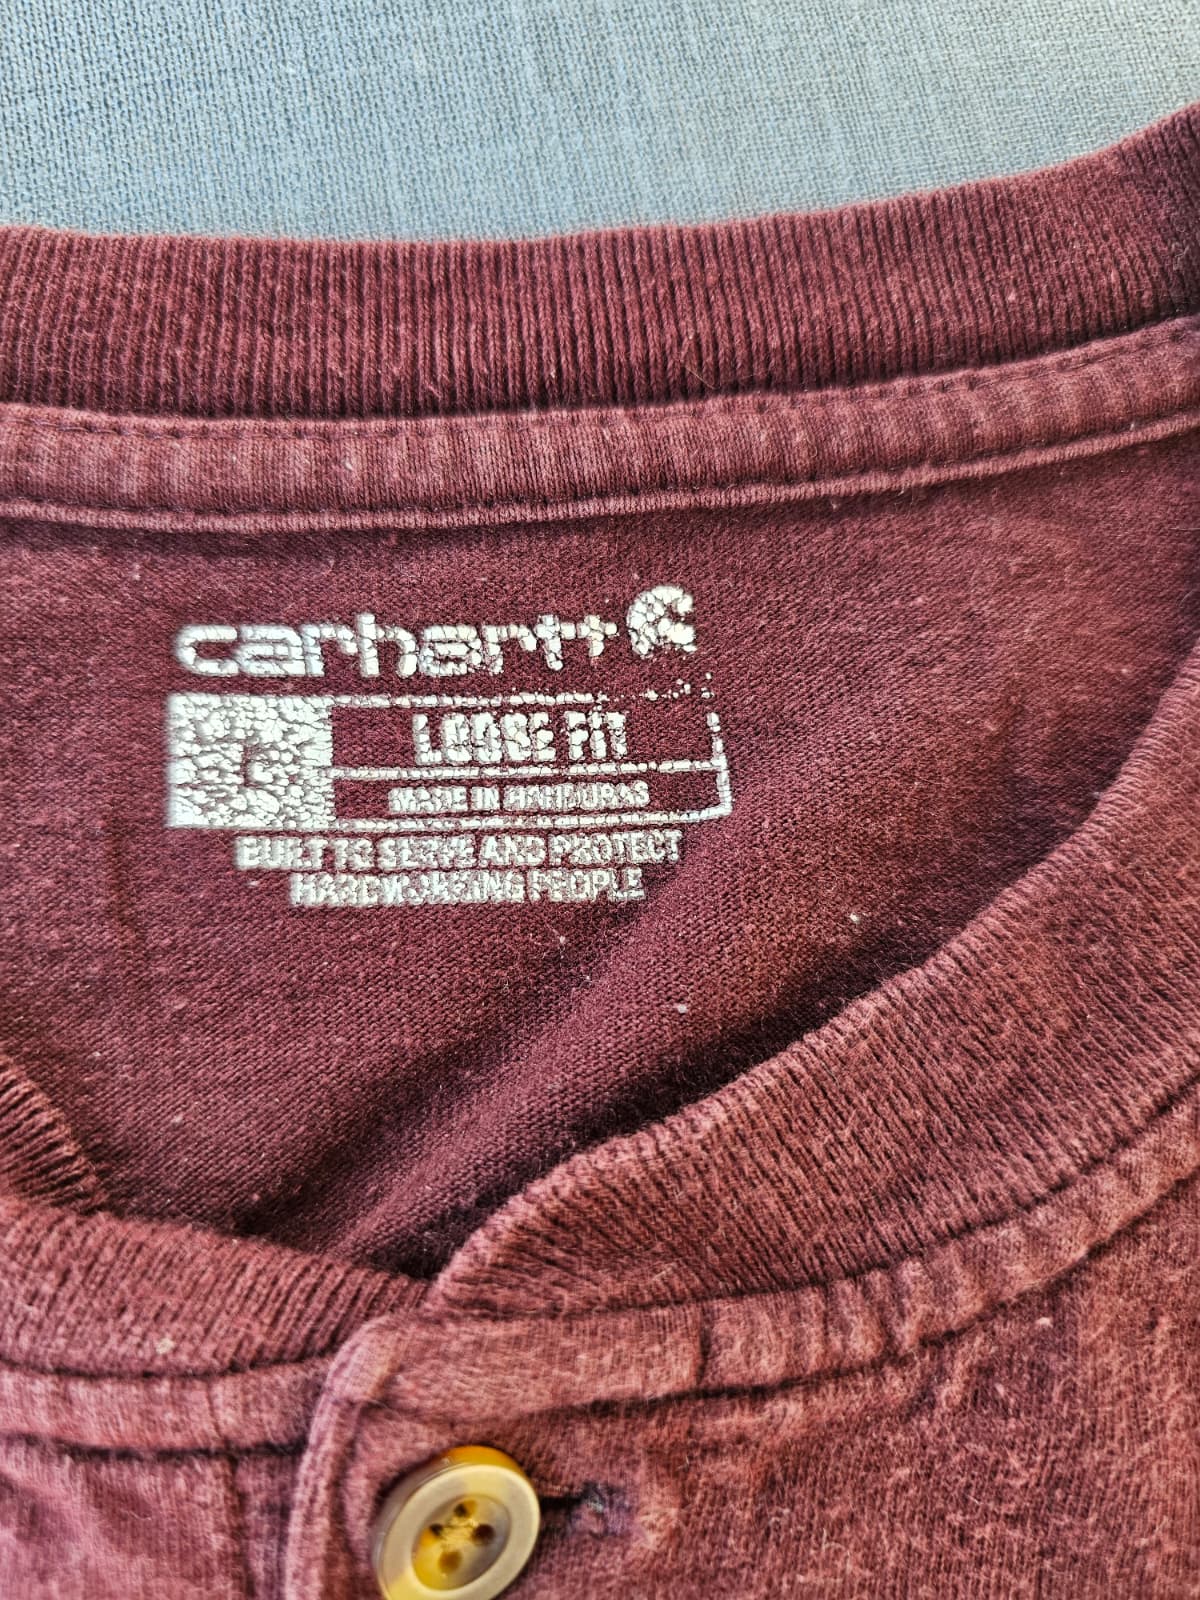 carhartt
L
LOOSE FIT
MADE IN HONDURAS
BUILT TO SERVE AND PROTECT
HARDWORKING PEOPLE